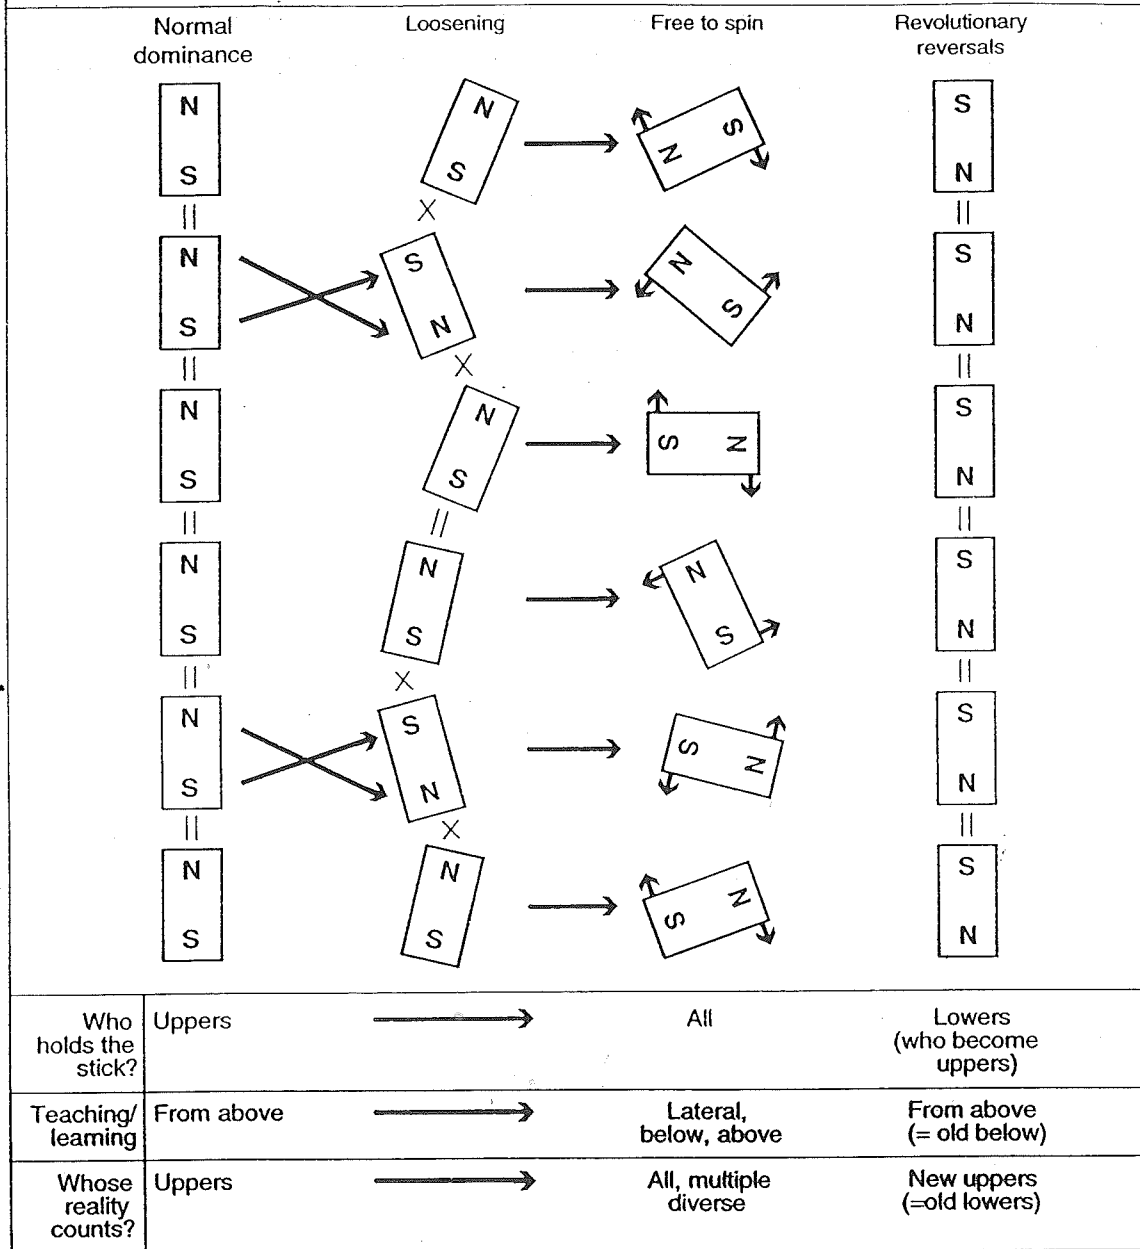 Normal
dominance
Loosening
Free to spin
Revolutionary
reversals
N
S
||
N
S
||
N
S
||
N
S
||
N
S
||
N
S
N
S
X
S
N
X
N
S
||
N
S
X
S
N
X
N
S
N S
N
S
S N
N
S
S N
S N
S
N
||
S
N
||
S
N
||
S
N
||
S
N
||
S
N
Who
holds the
stick?
Uppers
All
Lowers
(who become
uppers)
Teaching/
learning
From above
Lateral,
below, above
From above
(= old below)
Whose
reality
counts?
Uppers
All, multiple
diverse
New uppers
(=old lowers)